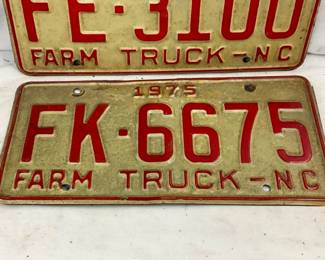 FE·3100
FARM TRUCK-NC
1975
FK·6675
FARM TRUCK-NC